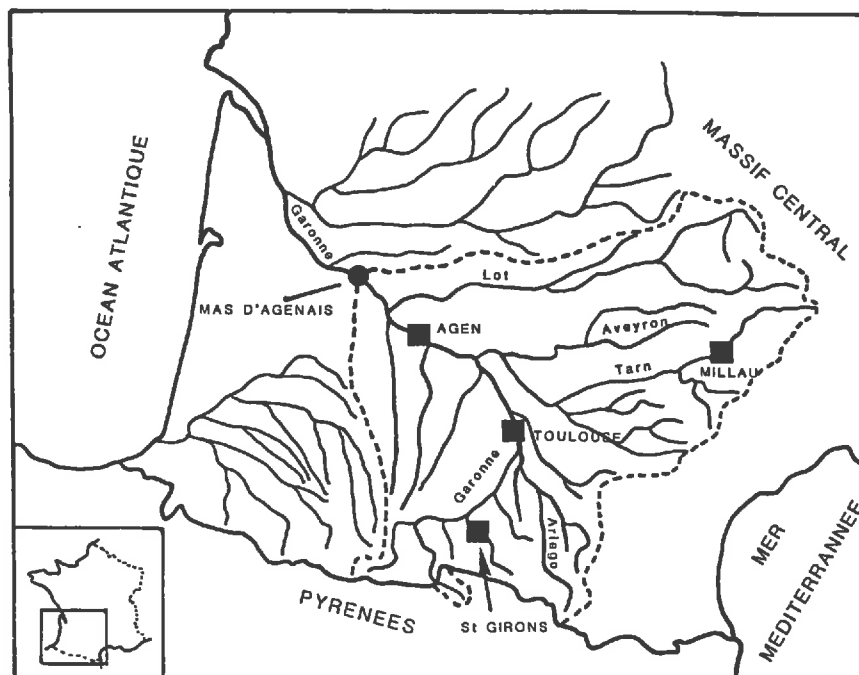 MASSIF CENTRAL
OCEAN ATLANTIQUE
Garonne
Lot
MAS D'AGENAIS
AGEN
Aveyron
Tarn
MILLAU
TOULOUSE
Garonne
Ariege
MER
MEDITERRANNEE
PYRENEES
St GIRONS